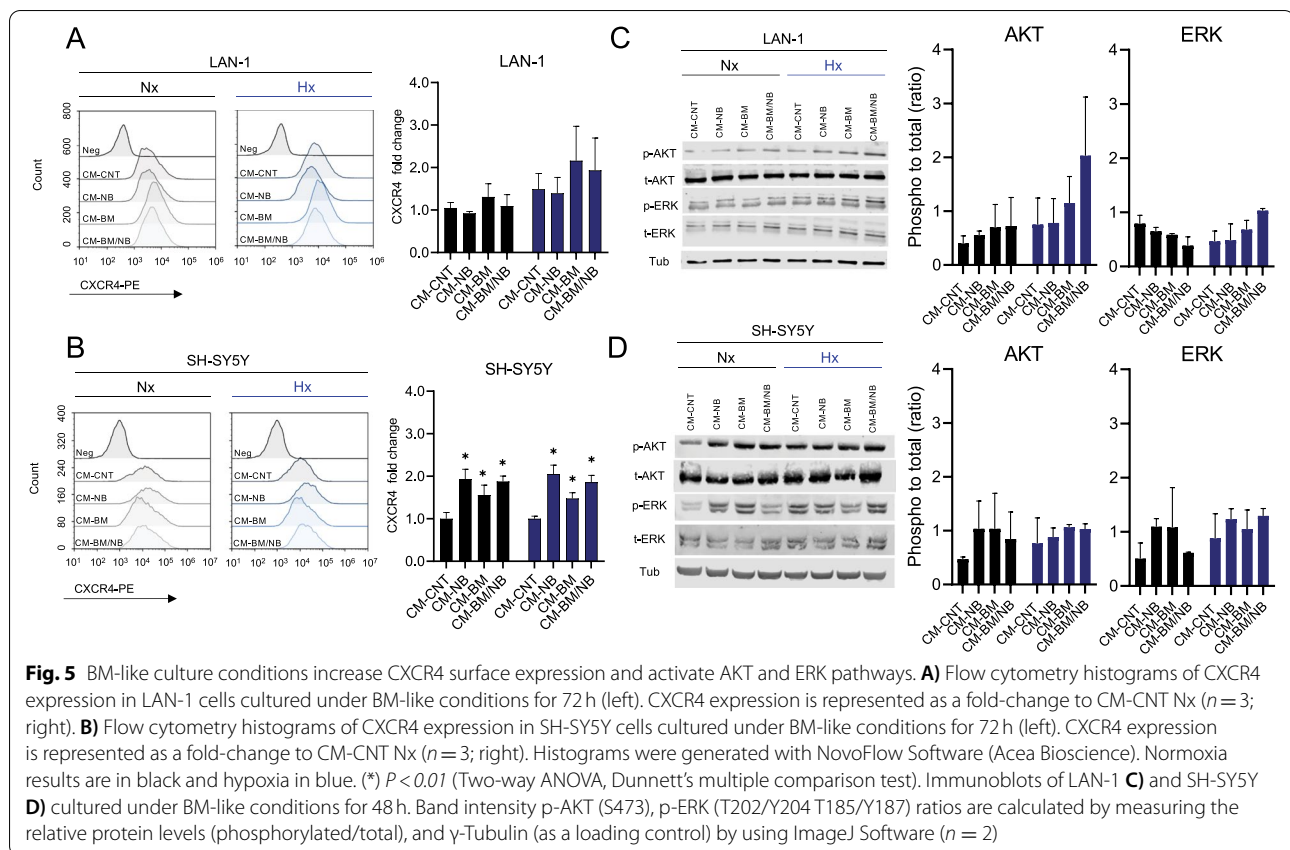 A
LAN-1
Nx
Hx
Count
800
600
400
200
0
Neg
CM-CNT
CM-NB
CM-BM
CM-BM/NB
10¹ 10² 10³ 10⁴ 10⁵ 10⁶
CXCR4-PE
Neg
CM-CNT
CM-NB
CM-BM
CM-BM/NB
10¹ 10² 10³ 10⁴ 10⁵ 10⁶
LAN-1
CXCR4 fold change
4.0
3.0
2.0
1.0
0.0
CM-CNT
CM-NB
CM-BM
CM-BM/NB
CM-CNT
CM-NB
CM-BM
CM-BM/NB
B
SH-SY5Y
Nx
Hx
Count
400
320
240
160
80
0
Neg
CM-CNT
CM-NB
CM-BM
CM-BM/NB
10¹ 10² 10³ 10⁴ 10⁵ 10⁶ 10⁷
CXCR4-PE
Neg
CM-CNT
CM-NB
CM-BM
CM-BM/NB
10¹ 10² 10³ 10⁴ 10⁵ 10⁶ 10⁷
SH-SY5Y
CXCR4 fold change
4.0
3.0
2.0
1.0
0.0
* * * * * *
CM-CNT
CM-NB
CM-BM
CM-BM/NB
CM-CNT
CM-NB
CM-BM
CM-BM/NB
C
LAN-1
Nx
Hx
CM-CNT
CM-NB
CM-BM
CM-BM/NB
CM-CNT
CM-NB
CM-BM
CM-BM/NB
p-AKT
t-AKT
p-ERK
t-ERK
Tub
AKT
Phospho to total (ratio)
4
3
2
1
0
CM-CNT
CM-NB
CM-BM
CM-BM/NB
CM-CNT
CM-NB
CM-BM
CM-BM/NB
ERK
4
3
2
1
0
CM-CNT
CM-NB
CM-BM
CM-BM/NB
CM-CNT
CM-NB
CM-BM
CM-BM/NB
D
SH-SY5Y
Nx
Hx
CM-CNT
CM-NB
CM-BM
CM-BM/NB
CM-CNT
CM-NB
CM-BM
CM-BM/NB
p-AKT
t-AKT
p-ERK
t-ERK
Tub
AKT
Phospho to total (ratio)
4
3
2
1
0
CM-CNT
CM-NB
CM-BM
CM-BM/NB
CM-CNT
CM-NB
CM-BM
CM-BM/NB
ERK
4
3
2
1
0
CM-CNT
CM-NB
CM-BM
CM-BM/NB
CM-CNT
CM-NB
CM-BM
CM-BM/NB
Fig. 5 BM-like culture conditions increase CXCR4 surface expression and activate AKT and ERK pathways. A) Flow cytometry histograms of CXCR4
expression in LAN-1 cells cultured under BM-like conditions for 72 h (left). CXCR4 expression is represented as a fold-change to CM-CNT Nx (n = 3;
right). B) Flow cytometry histograms of CXCR4 expression in SH-SY5Y cells cultured under BM-like conditions for 72 h (left). CXCR4 expression
is represented as a fold-change to CM-CNT Nx (n = 3; right). Histograms were generated with NovoFlow Software (Acea Bioscience). Normoxia
results are in black and hypoxia in blue. (*) P < 0.01 (Two-way ANOVA, Dunnett’s multiple comparison test). Immunoblots of LAN-1 C) and SH-SY5Y
D) cultured under BM-like conditions for 48 h. Band intensity p-AKT (S473), p-ERK (T202/Y204 T185/Y187) ratios are calculated by measuring the
relative protein levels (phosphorylated/total), and γ-Tubulin (as a loading control) by using ImageJ Software (n = 2)